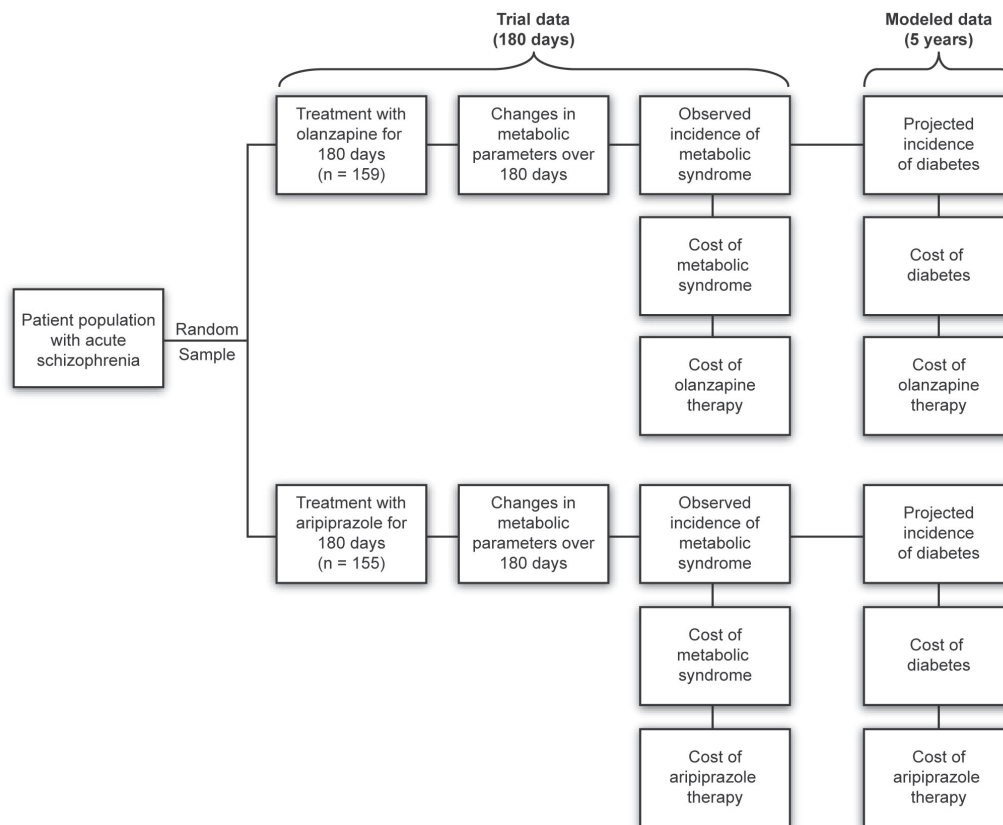 Trial data
(180 days)
Modeled data
(5 years)
Treatment with
olanzapine for
180 days
(n = 159)
Changes in
metabolic
parameters over
180 days
Observed
incidence of
metabolic
syndrome
Projected
incidence
of diabetes
Cost of
metabolic
syndrome
Cost of
diabetes
Cost of
olanzapine
therapy
Cost of
olanzapine
therapy
Patient population
with acute
schizophrenia
Random
Sample
Treatment with
aripiprazole for
180 days
(n = 155)
Changes in
metabolic
parameters over
180 days
Observed
incidence of
metabolic
syndrome
Projected
incidence
of diabetes
Cost of
metabolic
syndrome
Cost of
diabetes
Cost of
aripiprazole
therapy
Cost of
aripiprazole
therapy